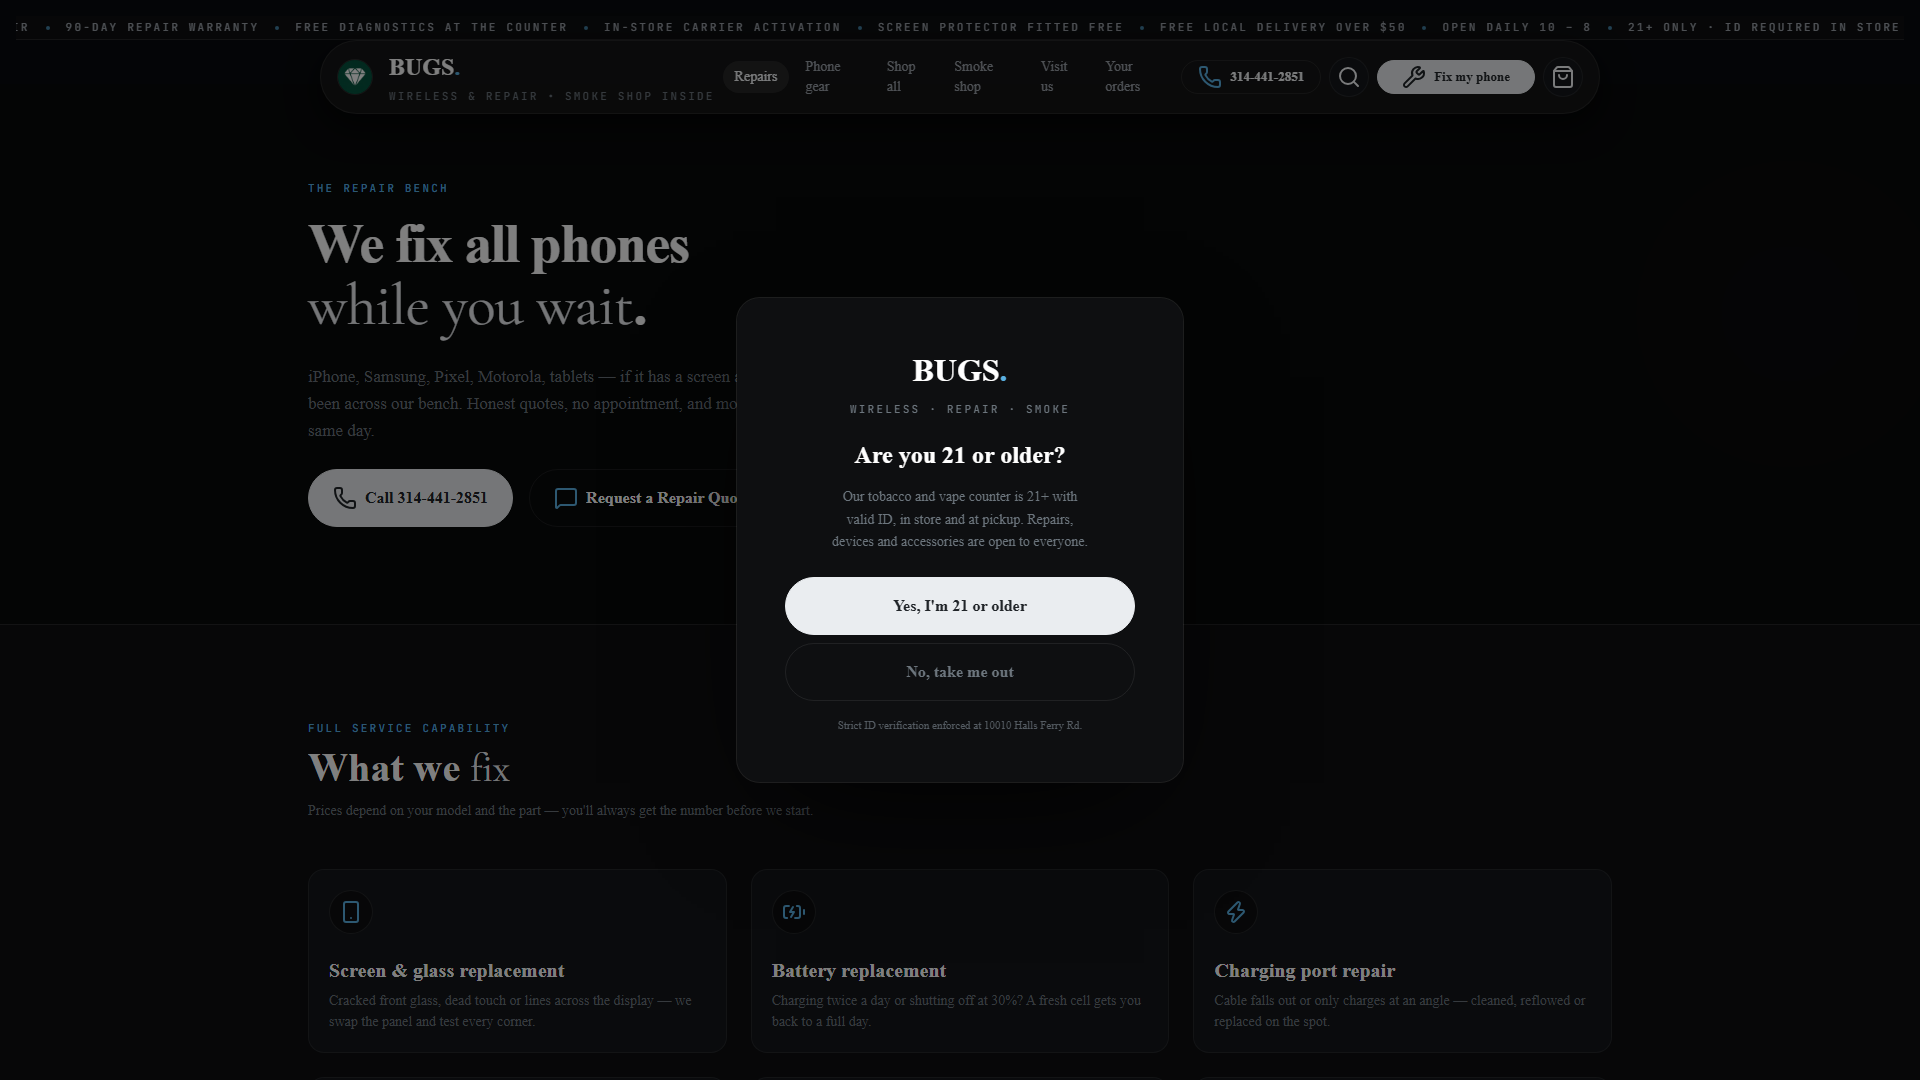 90-DAY REPAIR WARRANTY • FREE DIAGNOSTICS AT THE COUNTER • IN-STORE CARRIER ACTIVATION • SCREEN PROTECTOR FITTED FREE • FREE LOCAL DELIVERY OVER $50 • OPEN DAILY 10 – 8 • 21+ ONLY · ID REQUIRED IN STORE
BUGS.
WIRELESS & REPAIR • SMOKE SHOP INSIDE
Repairs
Phone gear
Shop all
Smoke shop
Visit us
Your orders
314-441-2851
Fix my phone
THE REPAIR BENCH
We fix all phones
while you wait.
iPhone, Samsung, Pixel, Motorola, tablets — if it has a screen
been across our bench. Honest quotes, no appointment, and
same day.
Call 314-441-2851
Request a Repair
BUGS.
WIRELESS · REPAIR · SMOKE
Are you 21 or older?
Our tobacco and vape counter is 21+ with
valid ID, in store and at pickup. Repairs,
devices and accessories are open to everyone.
Yes, I'm 21 or older
No, take me out
Strict ID verification enforced at 10010 Halls Ferry Rd.
FULL SERVICE CAPABILITY
What we fix
Prices depend on your model and the part — you'll always get the number before we start.
Screen & glass replacement
Cracked front glass, dead touch or lines across the display — we
swap the panel and test every corner.
Battery replacement
Charging twice a day or shutting off at 30%? A fresh cell gets you
back to a full day.
Charging port repair
Cable falls out or only charges at an angle — cleaned, reflowed or
replaced on the spot.